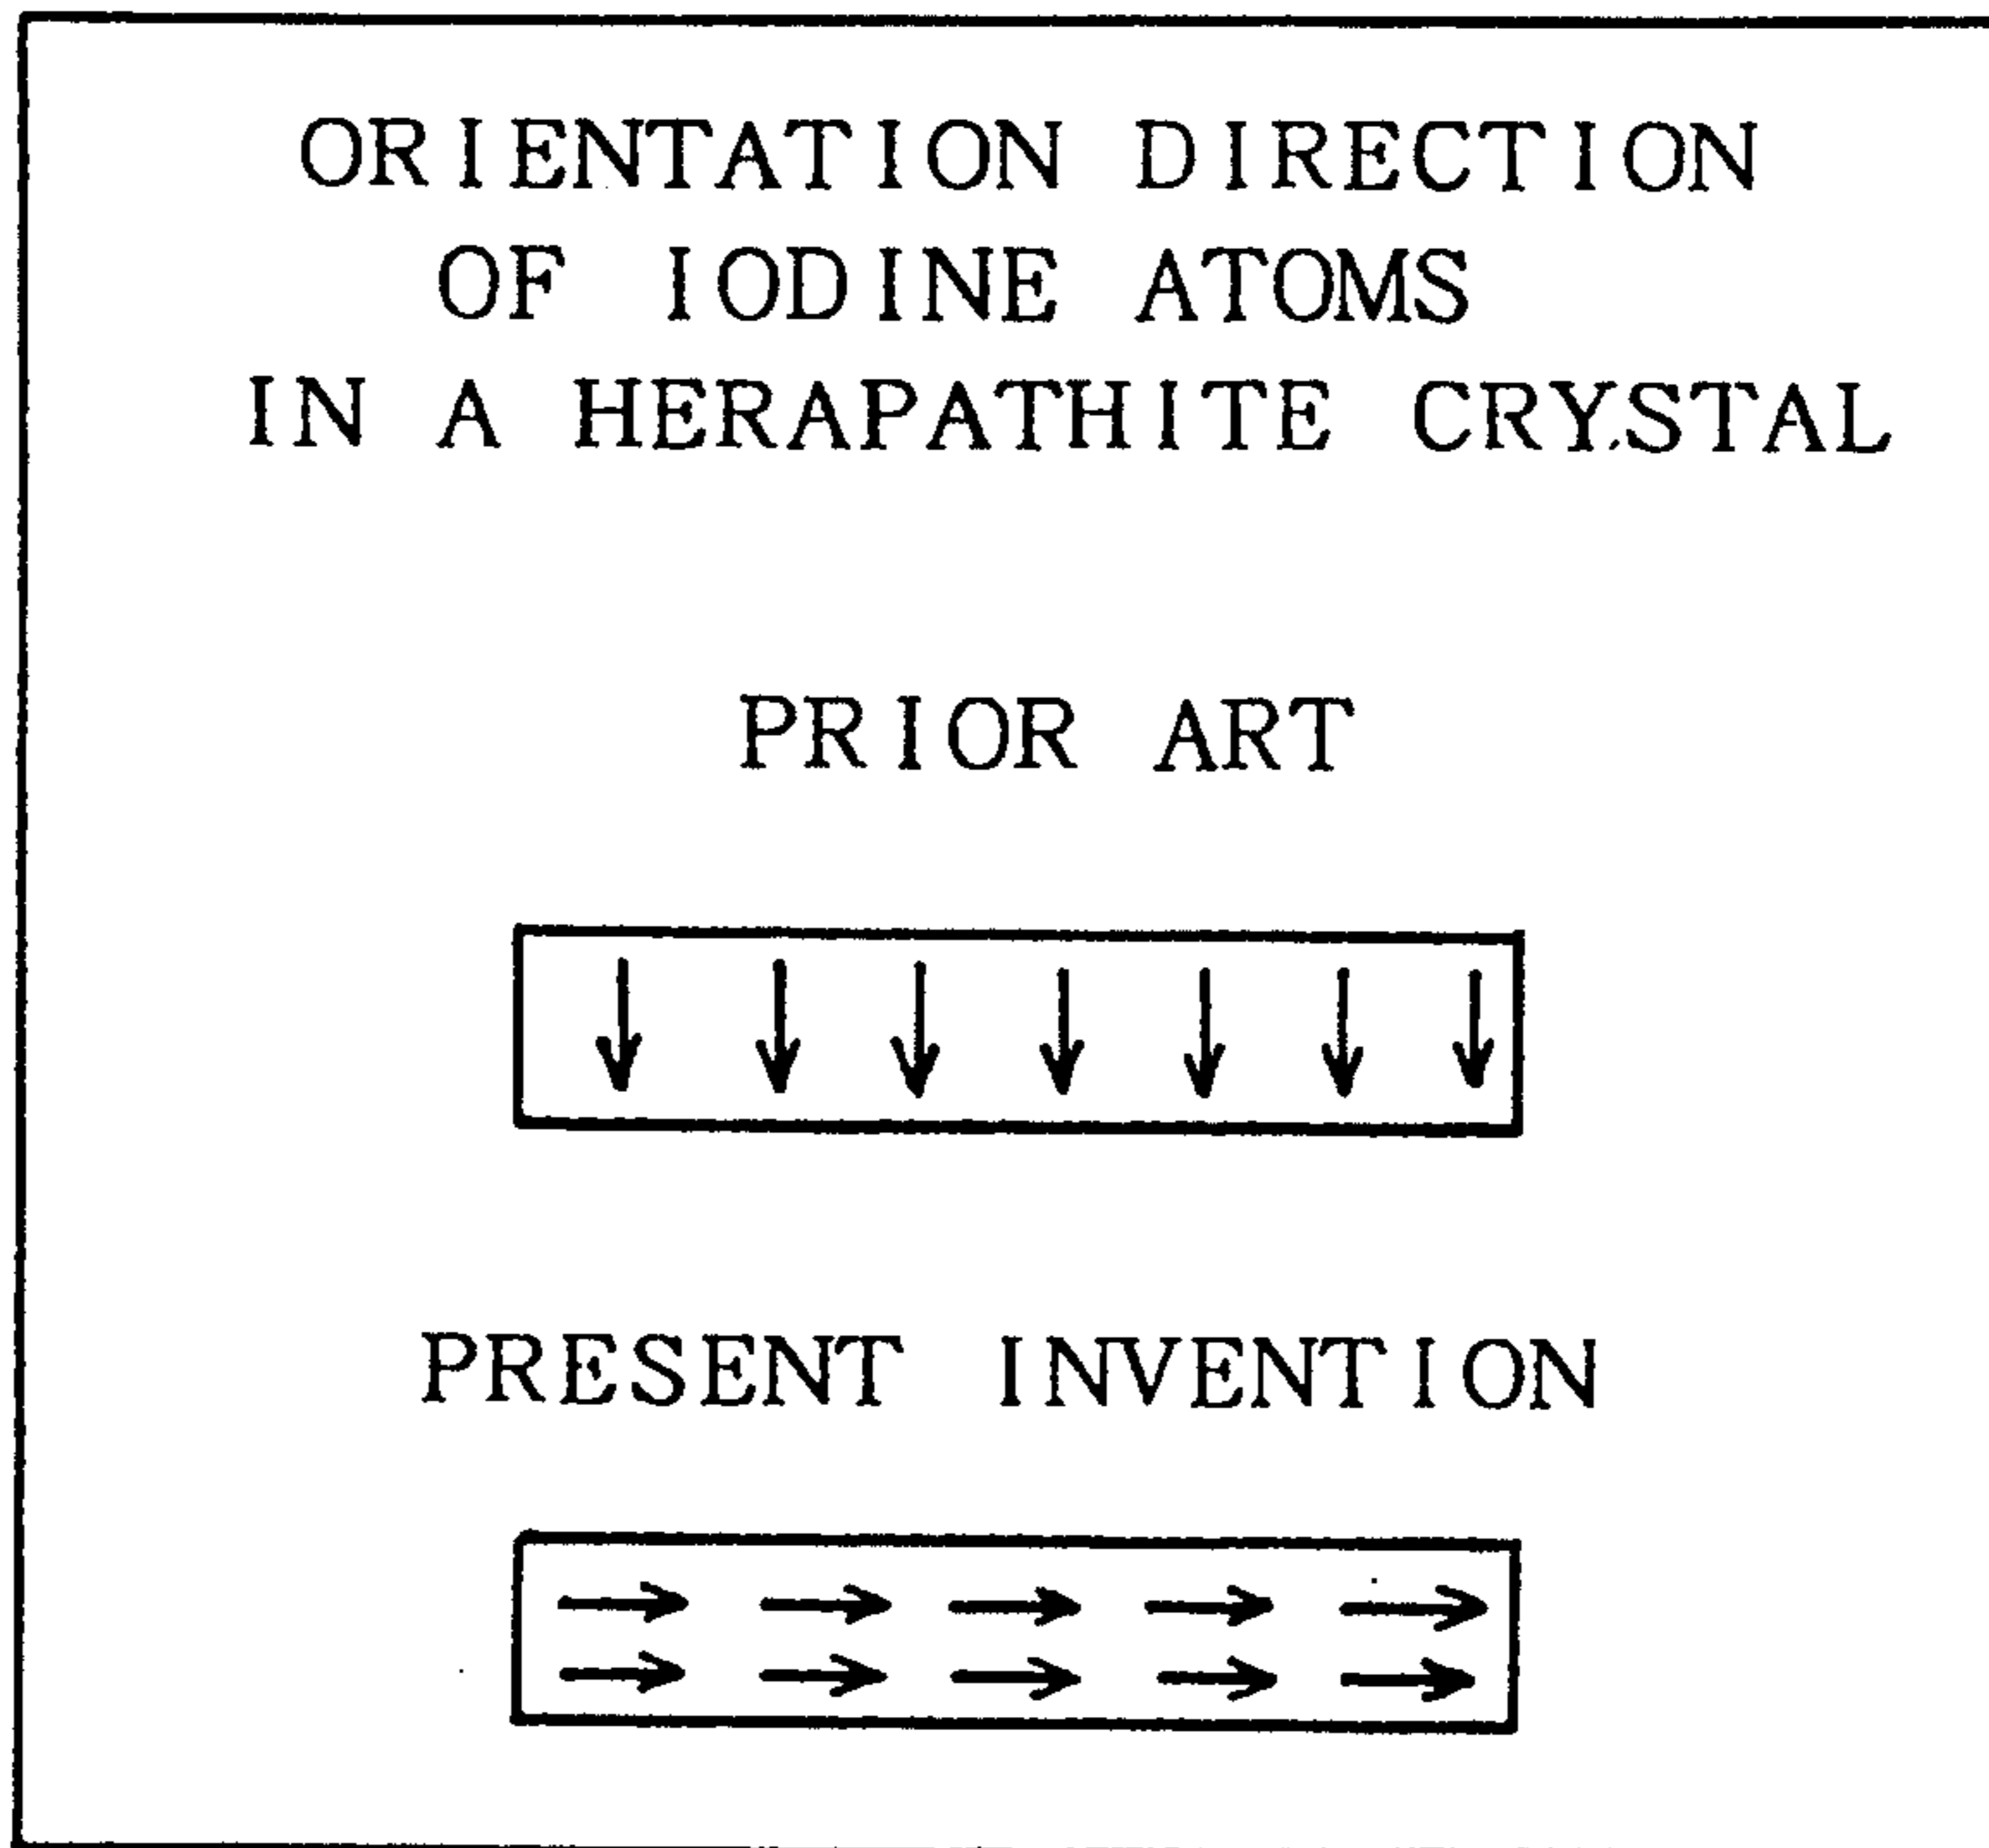 ORIENTATION DIRECTION
OF IODINE ATOMS
IN A HERAPATHITE CRYSTAL
PRIOR ART
PRESENT INVENTION